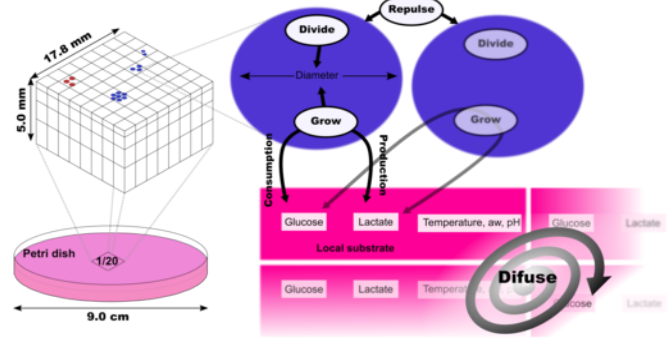 17.8 mm
5.0 mm
Petri dish
1/20
9.0 cm
Repulse
Divide
Diameter
Grow
Divide
Grow
Consumption
Production
Glucose
Lactate
Temperature, aw, pH
Local substrate
Glucose
Lactate
Glucose
Lactate
Difuse
Lactate